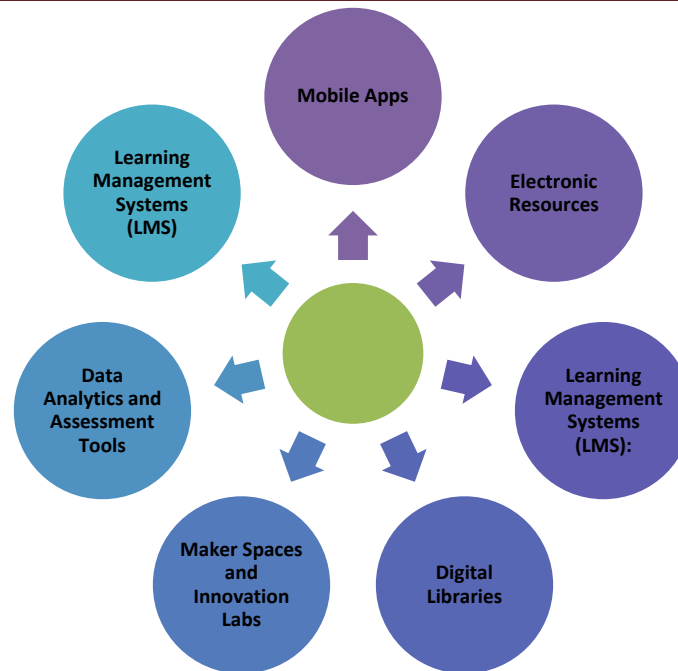 Mobile Apps
Electronic
Resources
Learning
Management
Systems
(LMS):
Digital
Libraries
Maker Spaces
and
Innovation
Labs
Data
Analytics and
Assessment
Tools
Learning
Management
Systems
(LMS)